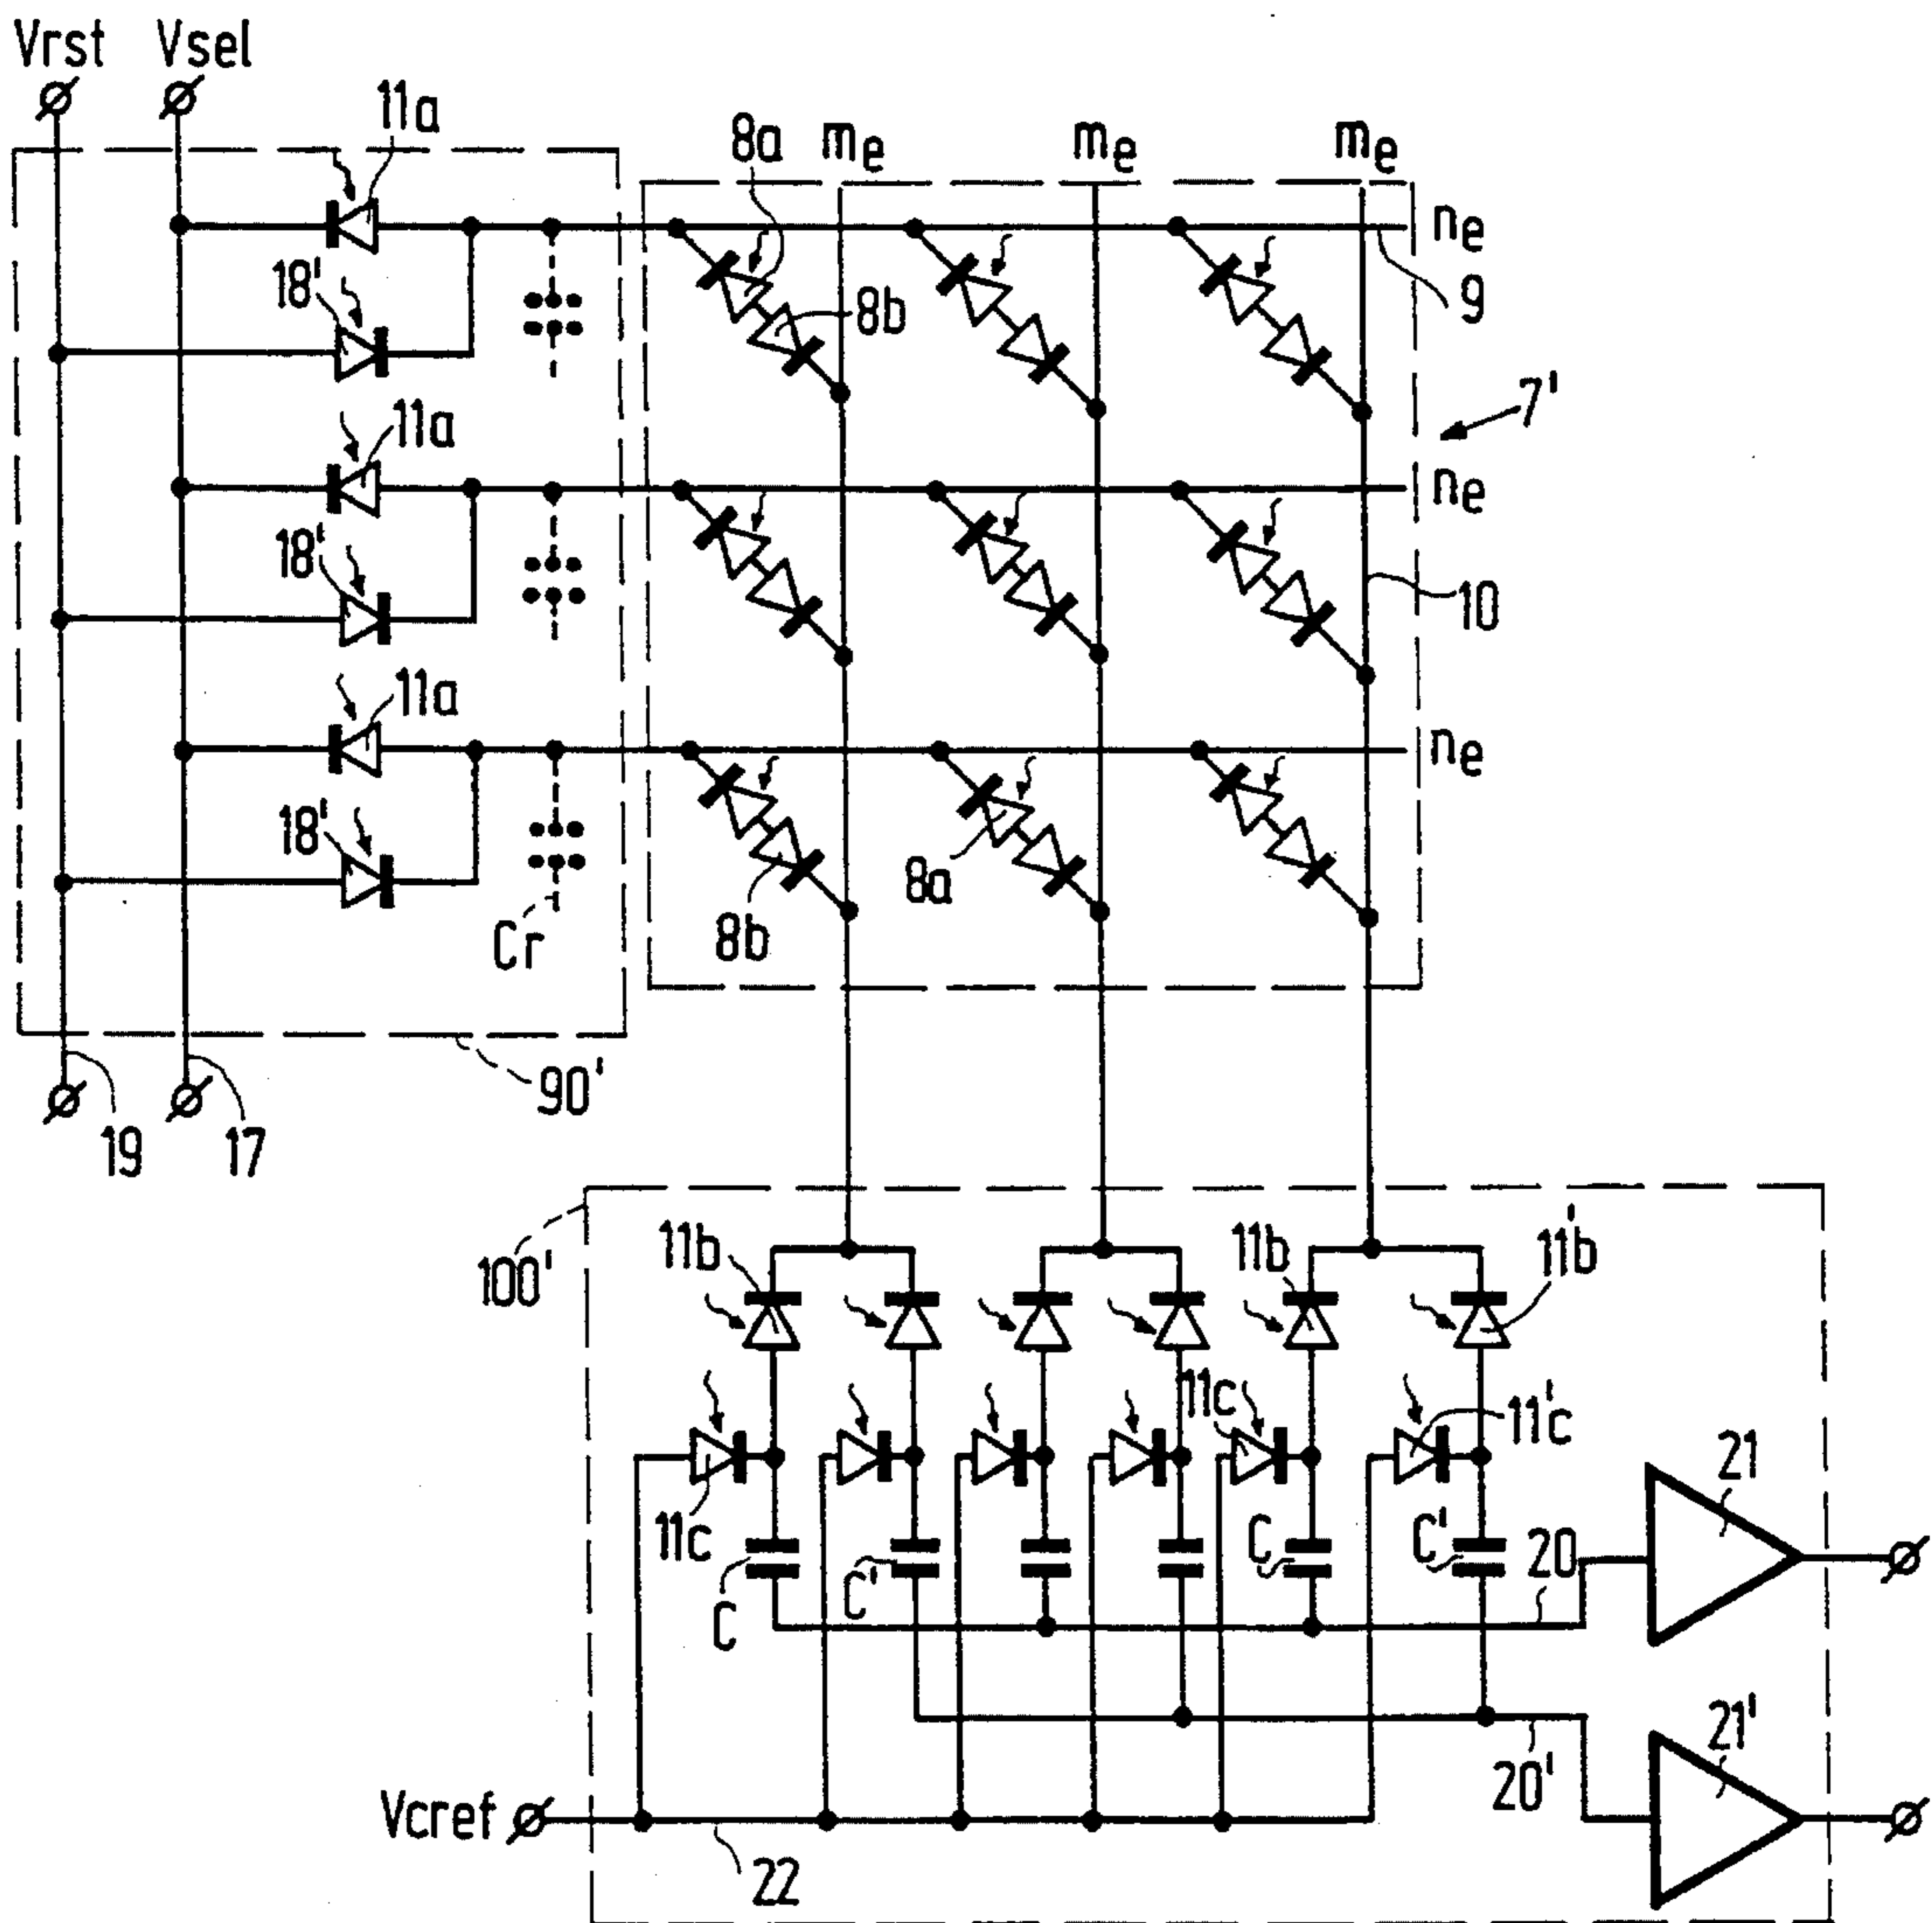 Vrst Vsel
11a
8a me me me
ne
9
18'
8b
7'
11a
ne
18'
10
11a
ne
18'
8a
8b
Cr
90'
19 17
100'
11b 11b 11'b
11c 11'c
11c
21
C C' C C' 20
21'
20'
Vcref
22